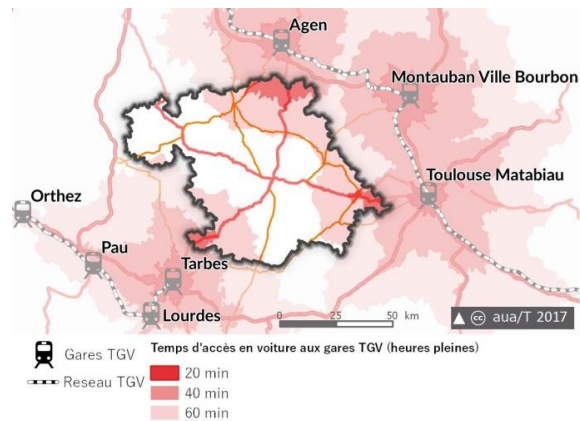 Agen
Montauban Ville Bourbon
Toulouse Matabiau
Orthez
Pau
Tarbes
Lourdes
0 50 km
▲ cc aua/T 2017
Gares TGV
Reseau TGV
Temps d'accès en voiture aux gares TGV (heures pleines)
20 min
40 min
60 min